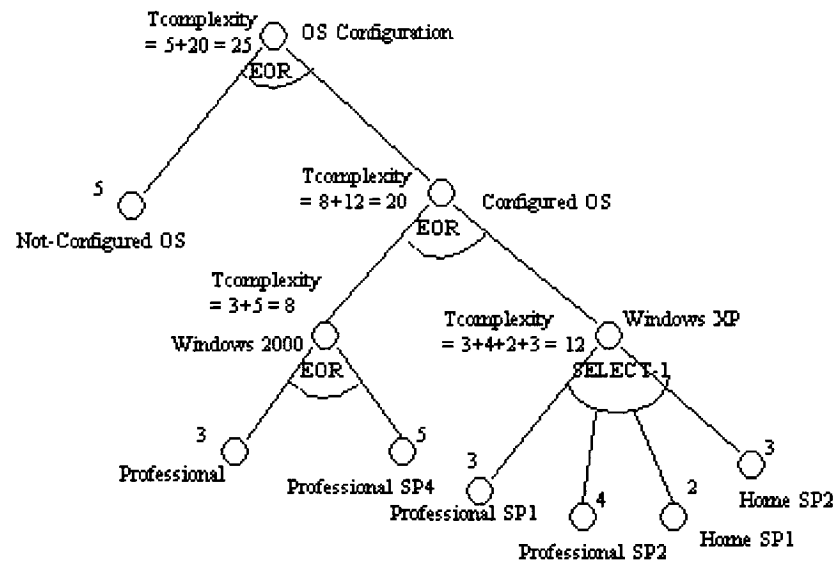 Tcomplexity
= 5+20 = 25
OS Configuration
EOR
5
Not-Configured OS
Tcomplexity
= 8+12 = 20
Configured OS
EOR
Tcomplexity
= 3+5 = 8
Windows 2000
EOR
Tcomplexity
= 3+4+2+3 = 12
Windows XP
SELECT-1
3
Professional
5
Professional SP4
3
Professional SP1
4
Professional SP2
2
Home SP1
3
Home SP2